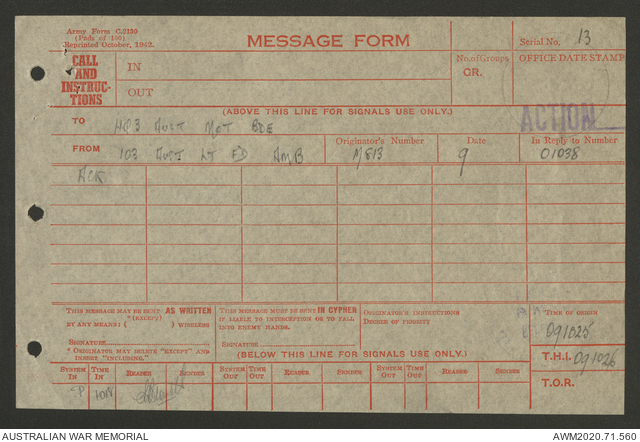 Army Form C.2130
(Pads of 100)
Reprinted October, 1942.
MESSAGE FORM
Serial No. 13
CALL
AND
INSTRUC-
TIONS
IN
OUT
No. of Groups
GR.
OFFICE DATE STAMP
(ABOVE THIS LINE FOR SIGNALS USE ONLY.)
ACTION
TO HQ 3 AUST MOT BDE
FROM 103 AUST LT FD AMB
Originator's Number M513
Date 9
In Reply to Number 01038
ACK
THIS MESSAGE MAY BE SENT AS WRITTEN
"(EXCEPT)
BY ANY MEANS: ( ) WIRELESS
SIGNATURE
* ORIGINATOR MAY DELETE "EXCEPT" AND
INSERT "INCLUDING."
THIS MESSAGE MUST BE SENT IN CYPHER
IF LIABLE TO INTERCEPTION OR TO FALL
INTO ENEMY HANDS.
SIGNATURE
ORIGINATOR'S INSTRUCTIONS
DEGREE OF PRIORITY
TIME OF ORIGIN
091025
(BELOW THIS LINE FOR SIGNALS USE ONLY.)
T.H.I. 091026
T.O.R.
SYSTEM IN TIME IN READER SENDER SYSTEM OUT TIME OUT READER SENDER SYSTEM OUT TIME OUT READER SENDER
AUSTRALIAN WAR MEMORIAL
AWM2020.71.560